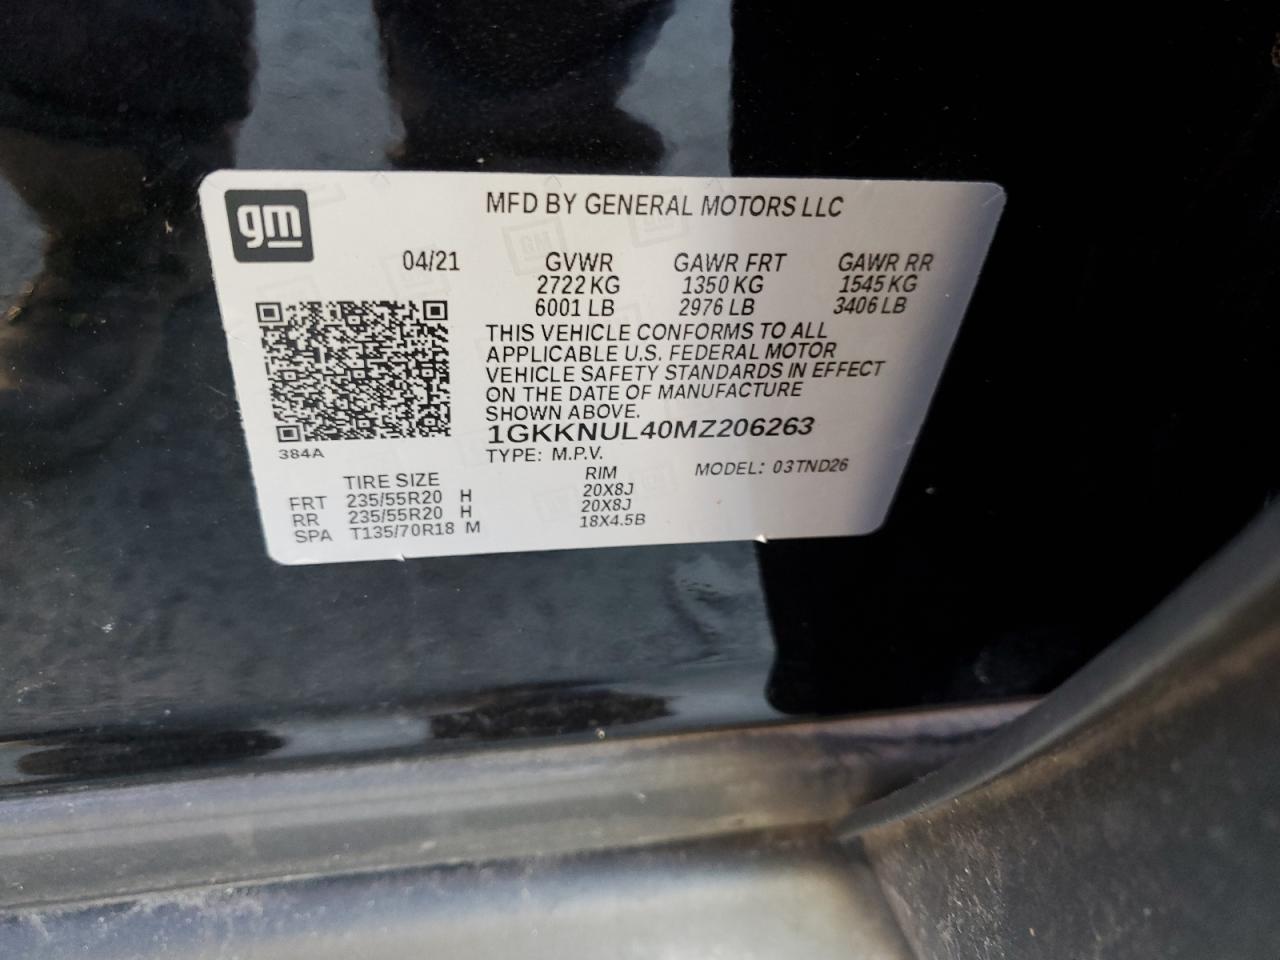 gm
MFD BY GENERAL MOTORS LLC
04/21 GVWR GAWR FRT GAWR RR
2722 KG 1350 KG 1545 KG
6001 LB 2976 LB 3406 LB
THIS VEHICLE CONFORMS TO ALL
APPLICABLE U.S. FEDERAL MOTOR
VEHICLE SAFETY STANDARDS IN EFFECT
ON THE DATE OF MANUFACTURE
SHOWN ABOVE.
1GKKNUL40MZ206263
384A
TYPE: M.P.V.
MODEL: 03TND26
TIRE SIZE RIM
FRT 235/55R20 H 20X8J
RR 235/55R20 H 20X8J
SPA T135/70R18 M 18X4.5B